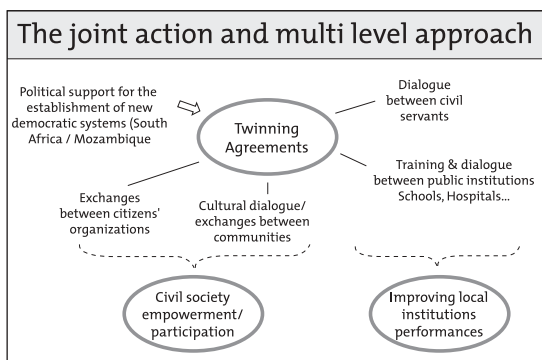 The joint action and multi level approach
Political support for the
establishment of new
democratic systems (South
Africa / Mozambique
Twinning
Agreements
Dialogue
between civil
servants
Training & dialogue
between public institutions
Schools, Hospitals...
Exchanges
between citizens'
organizations
Cultural dialogue/
exchanges between
communities
Civil society
empowerment/
participation
Improving local
institutions
performances